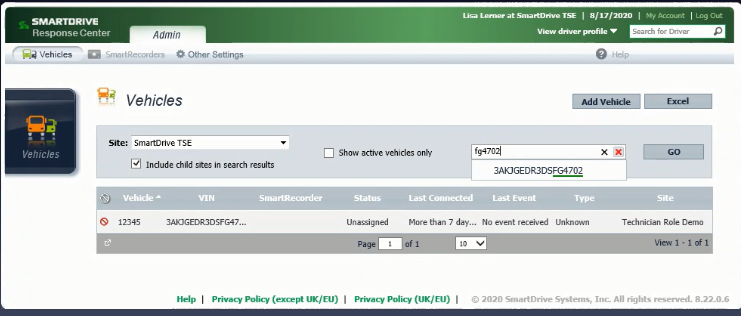 SMARTDRIVE
Response Center
Admin
Lisa Lerner at SmartDrive TSE | 8/17/2020 | My Account | Log Out
View driver profile
Search for Driver
Vehicles
SmartRecorders
Other Settings
Help
Vehicles
Vehicles
Add Vehicle
Excel
Site: SmartDrive TSE
Include child sites in search results
Show active vehicles only
fg4702
3AKJGEDR3DSFG4702
GO
Vehicle VIN SmartRecorder Status Last Connected Last Event Type Site
12345 3AKJGEDR3DSFG47... Unassigned More than 7 day... No event received Unknown Technician Role Demo
Page 1 of 1 10 View 1 - 1 of 1
Help | Privacy Policy (except UK/EU) | Privacy Policy (UK/EU) | © 2020 SmartDrive Systems, Inc. All rights reserved. 8.22.0.6